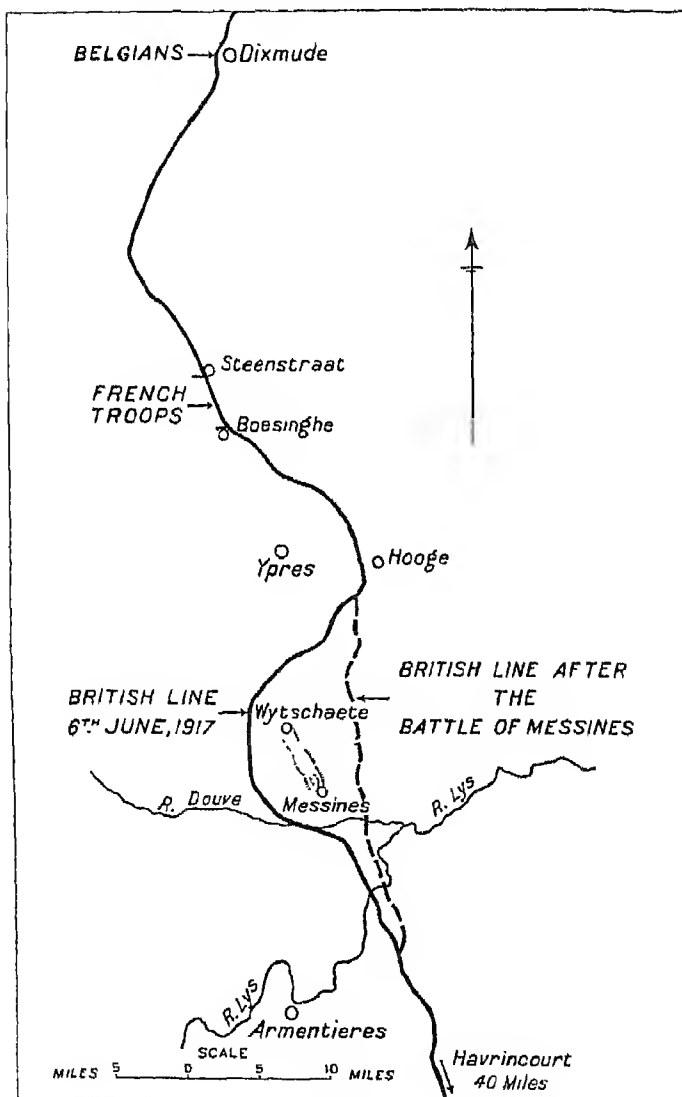 BELGIANS
Dixmude
Steenstraat
FRENCH
TROOPS
Boesinghe
Ypres
Hooge
BRITISH LINE
6TH JUNE, 1917
Wytschaete
BRITISH LINE AFTER
THE
BATTLE OF MESSINES
R. Douve
Messines
R. Lys
R. Lys
Armentieres
SCALE
MILES 5 0 5 10 MILES
Havrincourt
40 Miles